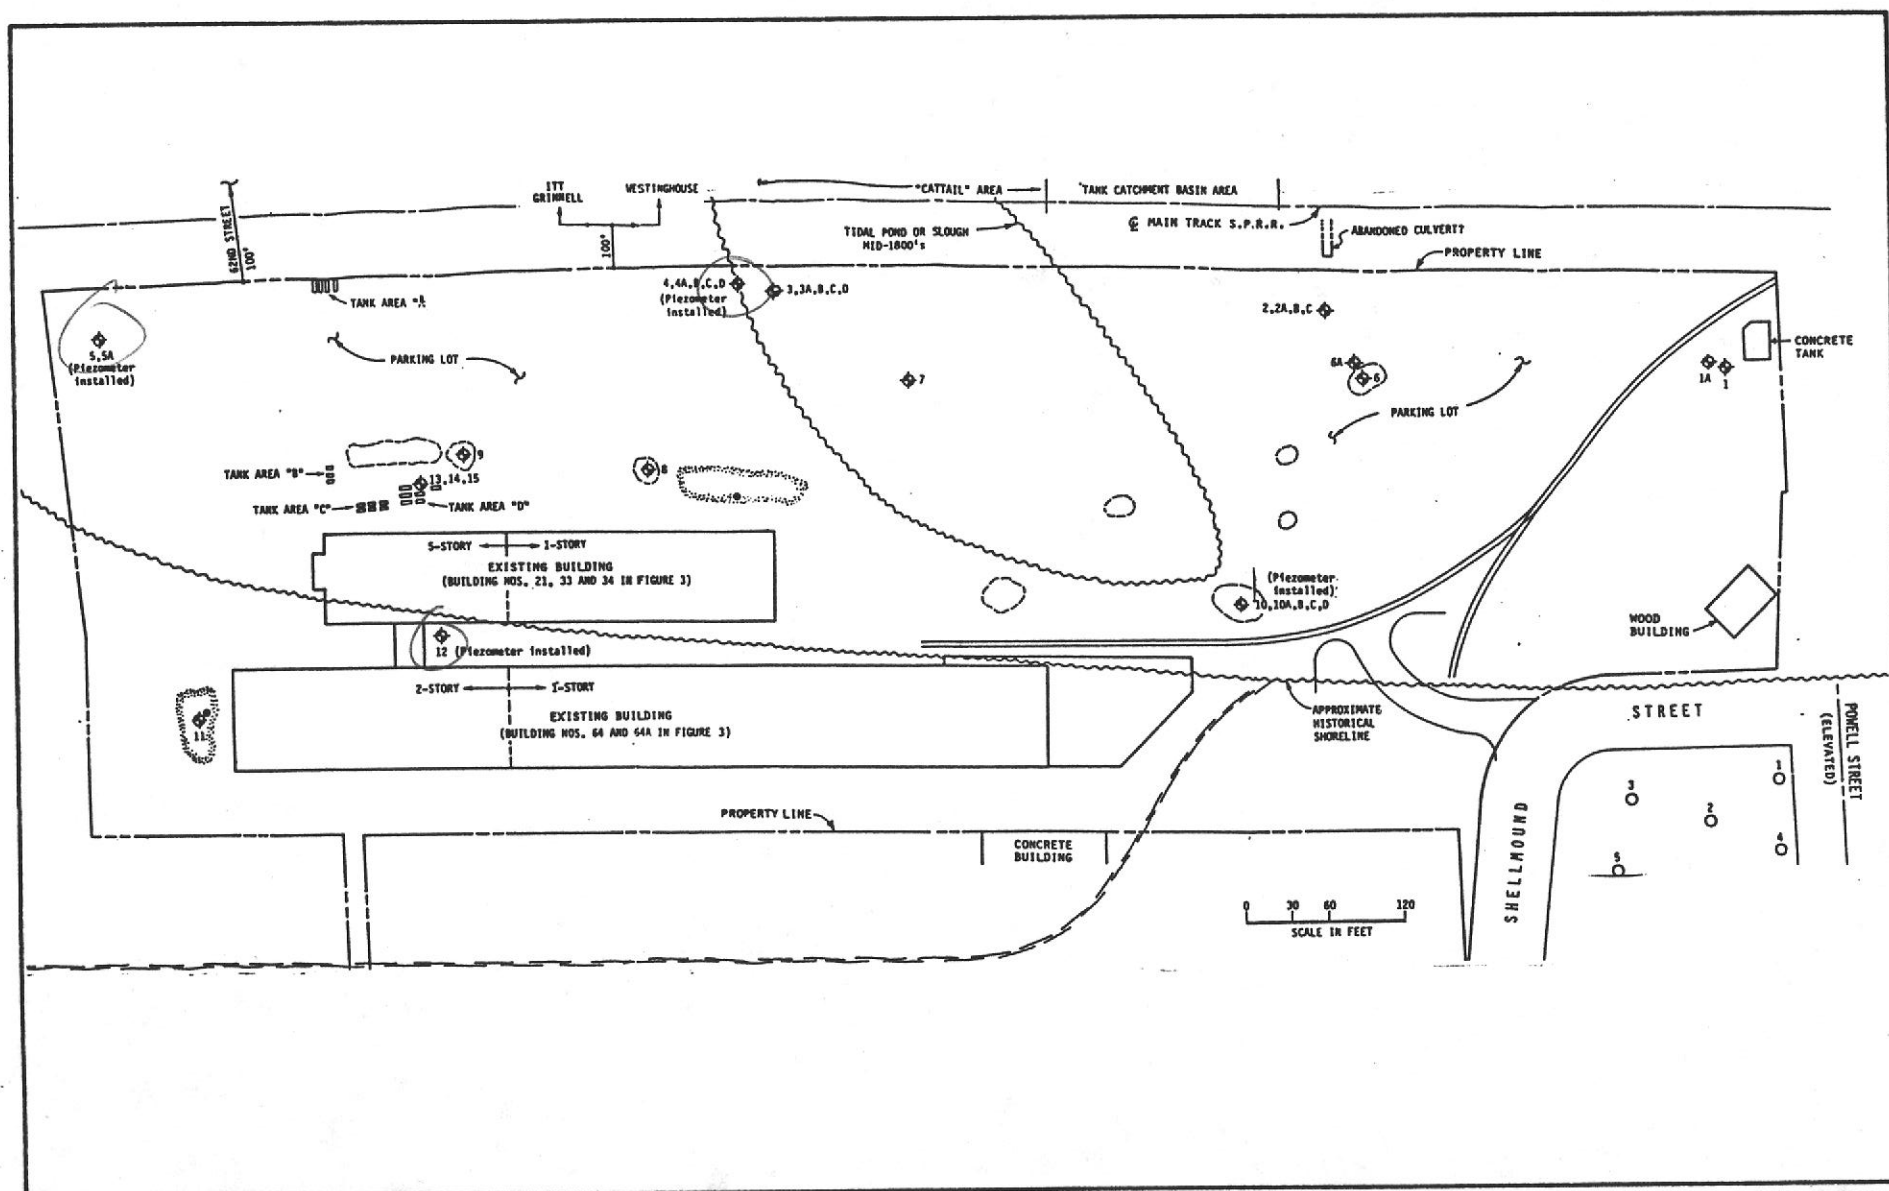 ITT
GRINNELL
WESTINGHOUSE
"CATTAIL" AREA
TANK CATCHMENT BASIN AREA
62ND STREET
100'
100'
TIDAL POND OR SLOUGH
MID-1800's
℄ MAIN TRACK S.P.R.R.
ABANDONED CULVERT?
PROPERTY LINE
TANK AREA "A"
4,4A,B,C,D
(Piezometer
installed)
3,3A,B,C,D
2,2A,B,C
5,5A
(Piezometer
installed)
PARKING LOT
7
6A
6
1A
1
CONCRETE
TANK
PARKING LOT
9
8
TANK AREA "B"
13,14,15
TANK AREA "C"
TANK AREA "D"
5-STORY
1-STORY
EXISTING BUILDING
(BUILDING NOS. 21, 33 AND 34 IN FIGURE 3)
(Piezometer
installed)
10,10A,B,C,D
WOOD
BUILDING
12 (Piezometer installed)
2-STORY
1-STORY
EXISTING BUILDING
(BUILDING NOS. 64 AND 64A IN FIGURE 3)
11
APPROXIMATE
HISTORICAL
SHORELINE
STREET
POWELL STREET
(ELEVATED)
1
3
2
4
5
PROPERTY LINE
CONCRETE
BUILDING
SHELLMOUND
0 30 60 120
SCALE IN FEET